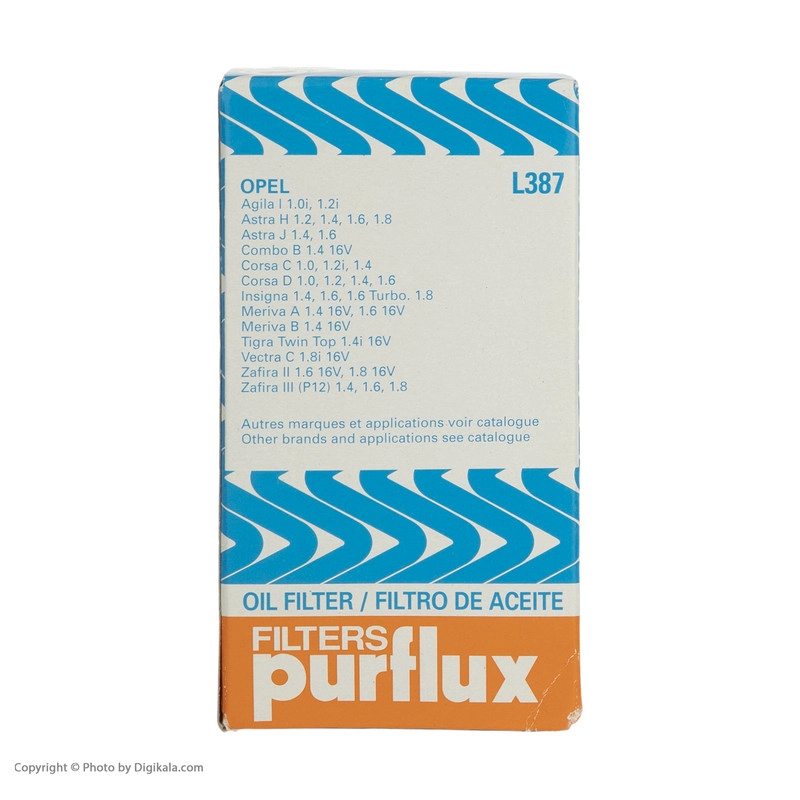 OPEL L387
Agila I 1.0i, 1.2i
Astra H 1.2, 1.4, 1.6, 1.8
Astra J 1.4, 1.6
Combo B 1.4 16V
Corsa C 1.0, 1.2i, 1.4
Corsa D 1.0, 1.2, 1.4, 1.6
Insigna 1.4, 1.6, 1.6 Turbo. 1.8
Meriva A 1.4 16V, 1.6 16V
Meriva B 1.4 16V
Tigra Twin Top 1.4i 16V
Vectra C 1.8i 16V
Zafira II 1.6 16V, 1.8 16V
Zafira III (P12) 1.4, 1.6, 1.8
Autres marques et applications voir catalogue
Other brands and applications see catalogue
OIL FILTER / FILTRO DE ACEITE
FILTERS
purflux
Copyright © Photo by Digikala.com